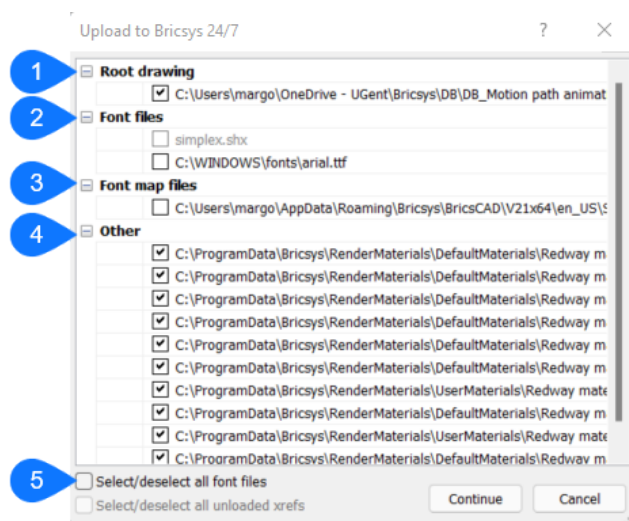 Upload to Bricsys 24/7 ?
1 Root drawing
C:\Users\margo\OneDrive - UGent\Bricsys\DB\DB_Motion path animat
2 Font files
simplex.shx
C:\WINDOWS\fonts\arial.ttf
3 Font map files
C:\Users\margo\AppData\Roaming\Bricsys\BricsCAD\V21x64\en_US\S
4 Other
C:\ProgramData\Bricsys\RenderMaterials\DefaultMaterials\Redway m
C:\ProgramData\Bricsys\RenderMaterials\DefaultMaterials\Redway m
C:\ProgramData\Bricsys\RenderMaterials\DefaultMaterials\Redway m
C:\ProgramData\Bricsys\RenderMaterials\DefaultMaterials\Redway m
C:\ProgramData\Bricsys\RenderMaterials\DefaultMaterials\Redway m
C:\ProgramData\Bricsys\RenderMaterials\DefaultMaterials\Redway m
C:\ProgramData\Bricsys\RenderMaterials\UserMaterials\Redway mate
C:\ProgramData\Bricsys\RenderMaterials\DefaultMaterials\Redway m
C:\ProgramData\Bricsys\RenderMaterials\UserMaterials\Redway mate
C:\ProgramData\Bricsys\RenderMaterials\DefaultMaterials\Redway m
5 Select/deselect all font files
Select/deselect all unloaded xrefs
Continue Cancel